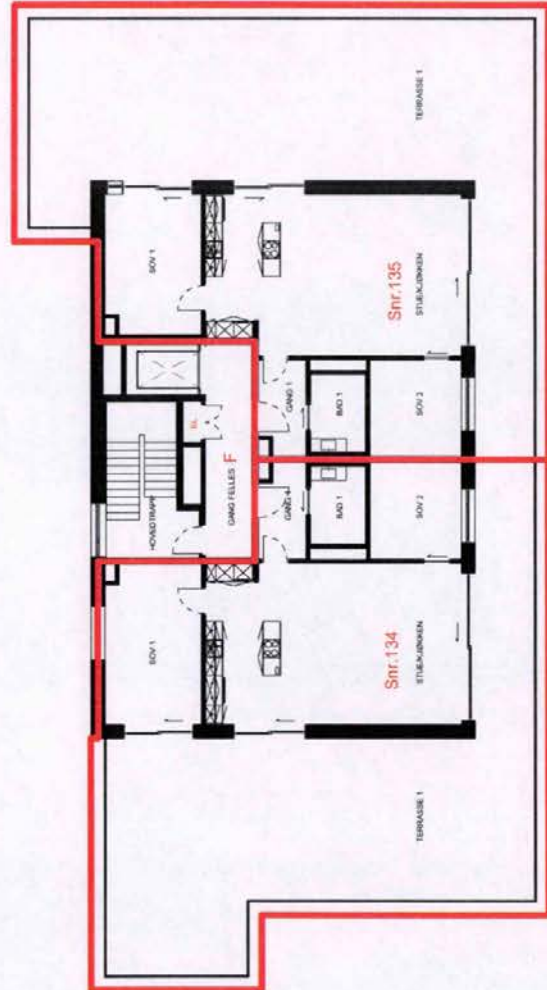 TERRASSE 1
SOV 1
STUE/KJØKKEN
Snr.135
GANG 1
BAD 1
SOV 2
EL
GANG FELLES
F
HOVEDTRAPP
GANG 4
BAD 1
SOV 2
SOV 1
Snr.134
STUE/KJØKKEN
TERRASSE 1